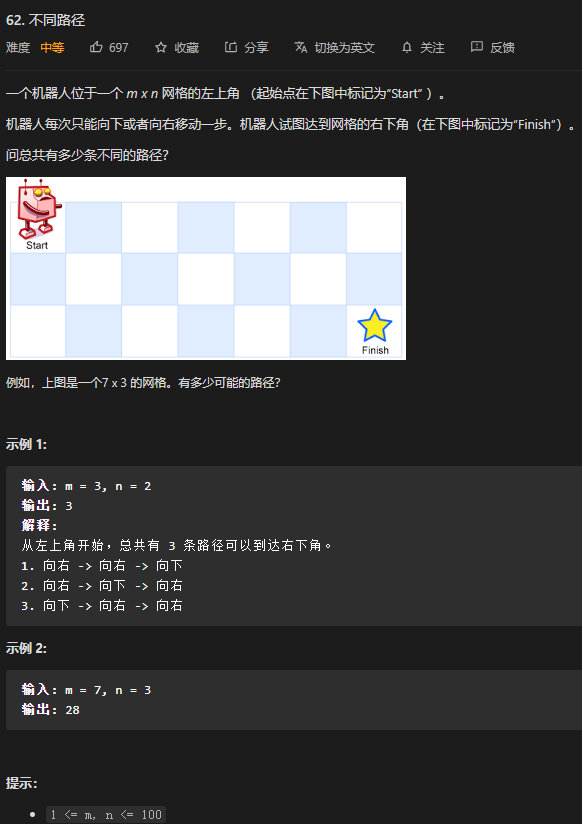 62. 不同路径
难度 中等 697 收藏 分享 切换为英文 关注 反馈
一个机器人位于一个 m x n 网格的左上角 （起始点在下图中标记为“Start” ）。
机器人每次只能向下或者向右移动一步。机器人试图达到网格的右下角（在下图中标记为“Finish”）。
问总共有多少条不同的路径？
Start
Finish
例如，上图是一个7 x 3 的网格。有多少可能的路径？
示例 1:
输入: m = 3, n = 2
输出: 3
解释:
从左上角开始，总共有 3 条路径可以到达右下角。
1. 向右 -> 向右 -> 向下
2. 向右 -> 向下 -> 向右
3. 向下 -> 向右 -> 向右
示例 2:
输入: m = 7, n = 3
输出: 28
提示：
1 <= m, n <= 100